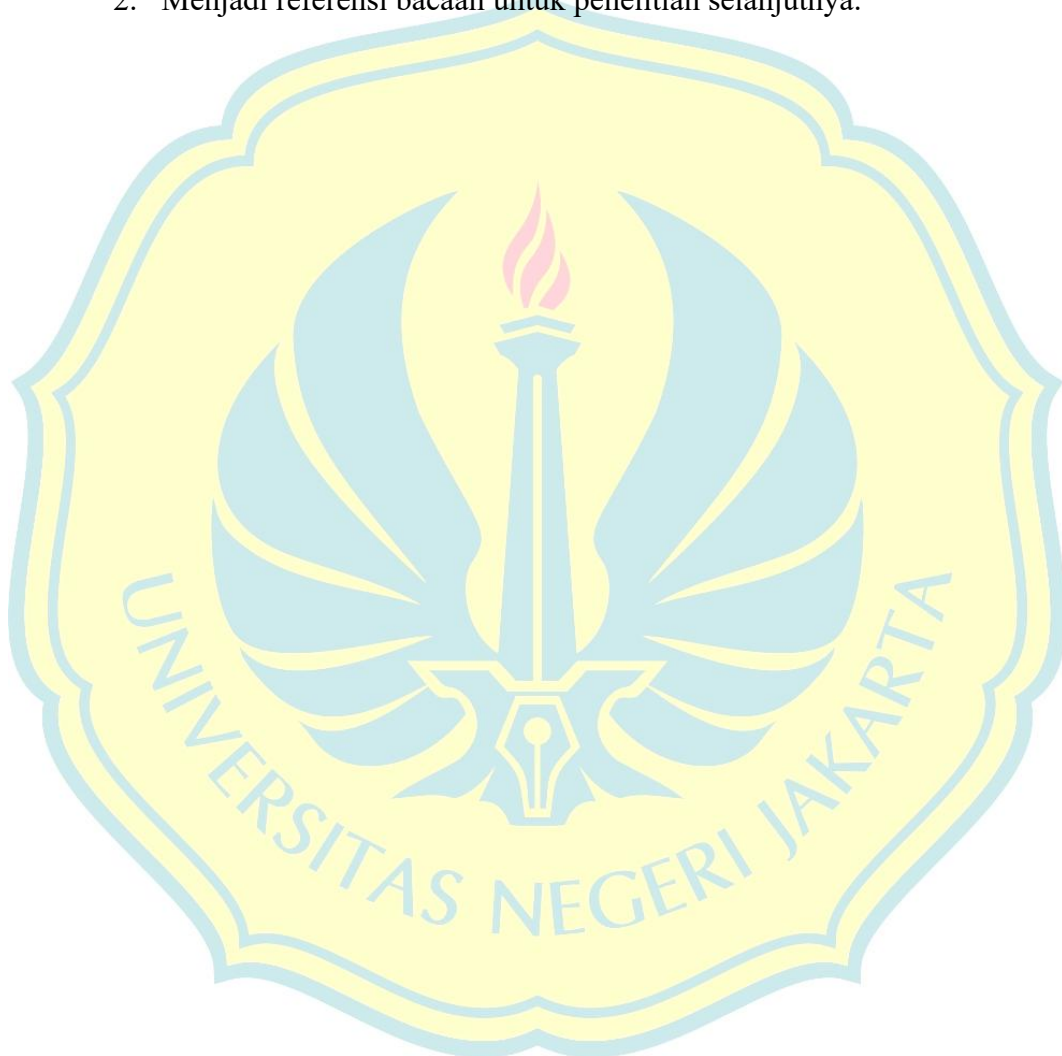 2. Menjadi referensi bacaan untuk penelitian selanjutnya.
UNIVERSITAS NEGERI JAKARTA